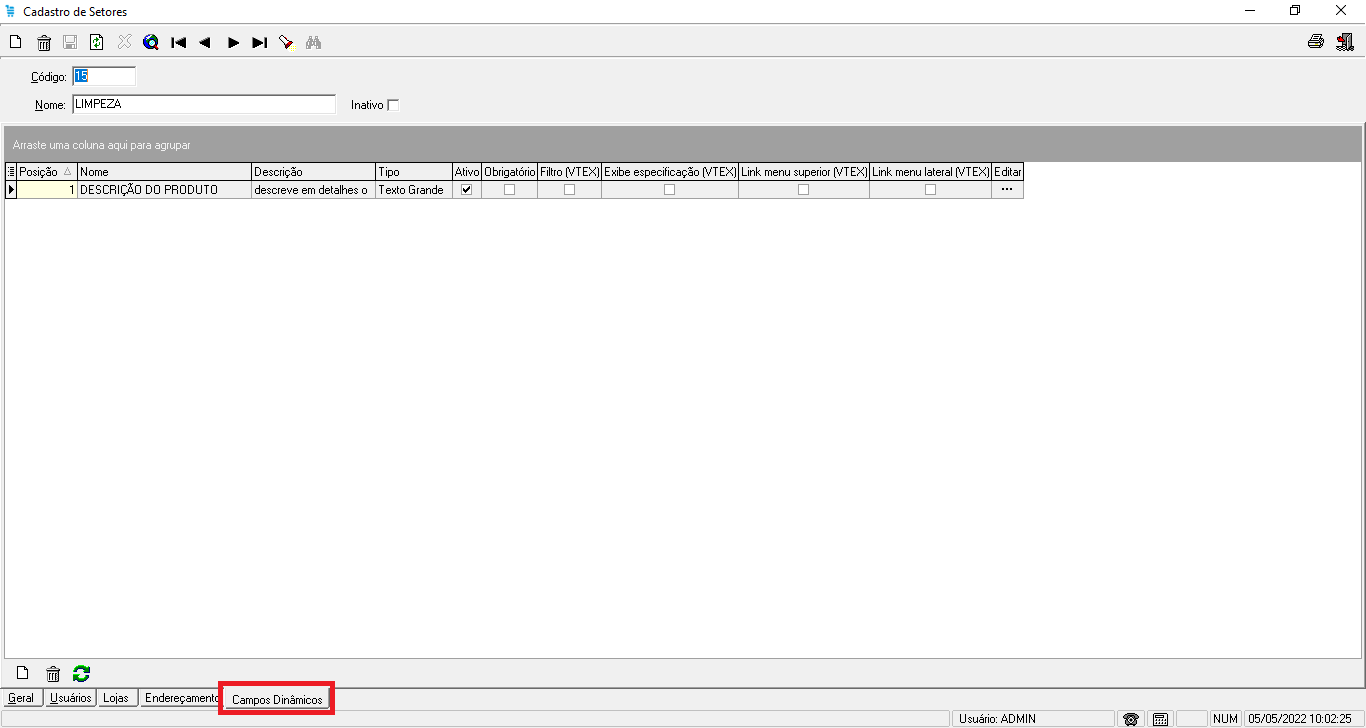 Cadastro de Setores
Código: 15
Nome: LIMPEZA Inativo
Arraste uma coluna aqui para agrupar
Posição Nome Descrição Tipo Ativo Obrigatório Filtro (VTEX) Exibe especificação (VTEX) Link menu superior (VTEX) Link menu lateral (VTEX) Editar
1 DESCRIÇÃO DO PRODUTO descreve em detalhes o Texto Grande ...
Geral Usuários Lojas Endereçamento Campos Dinâmicos
Usuário: ADMIN NUM 05/05/2022 10:02:25